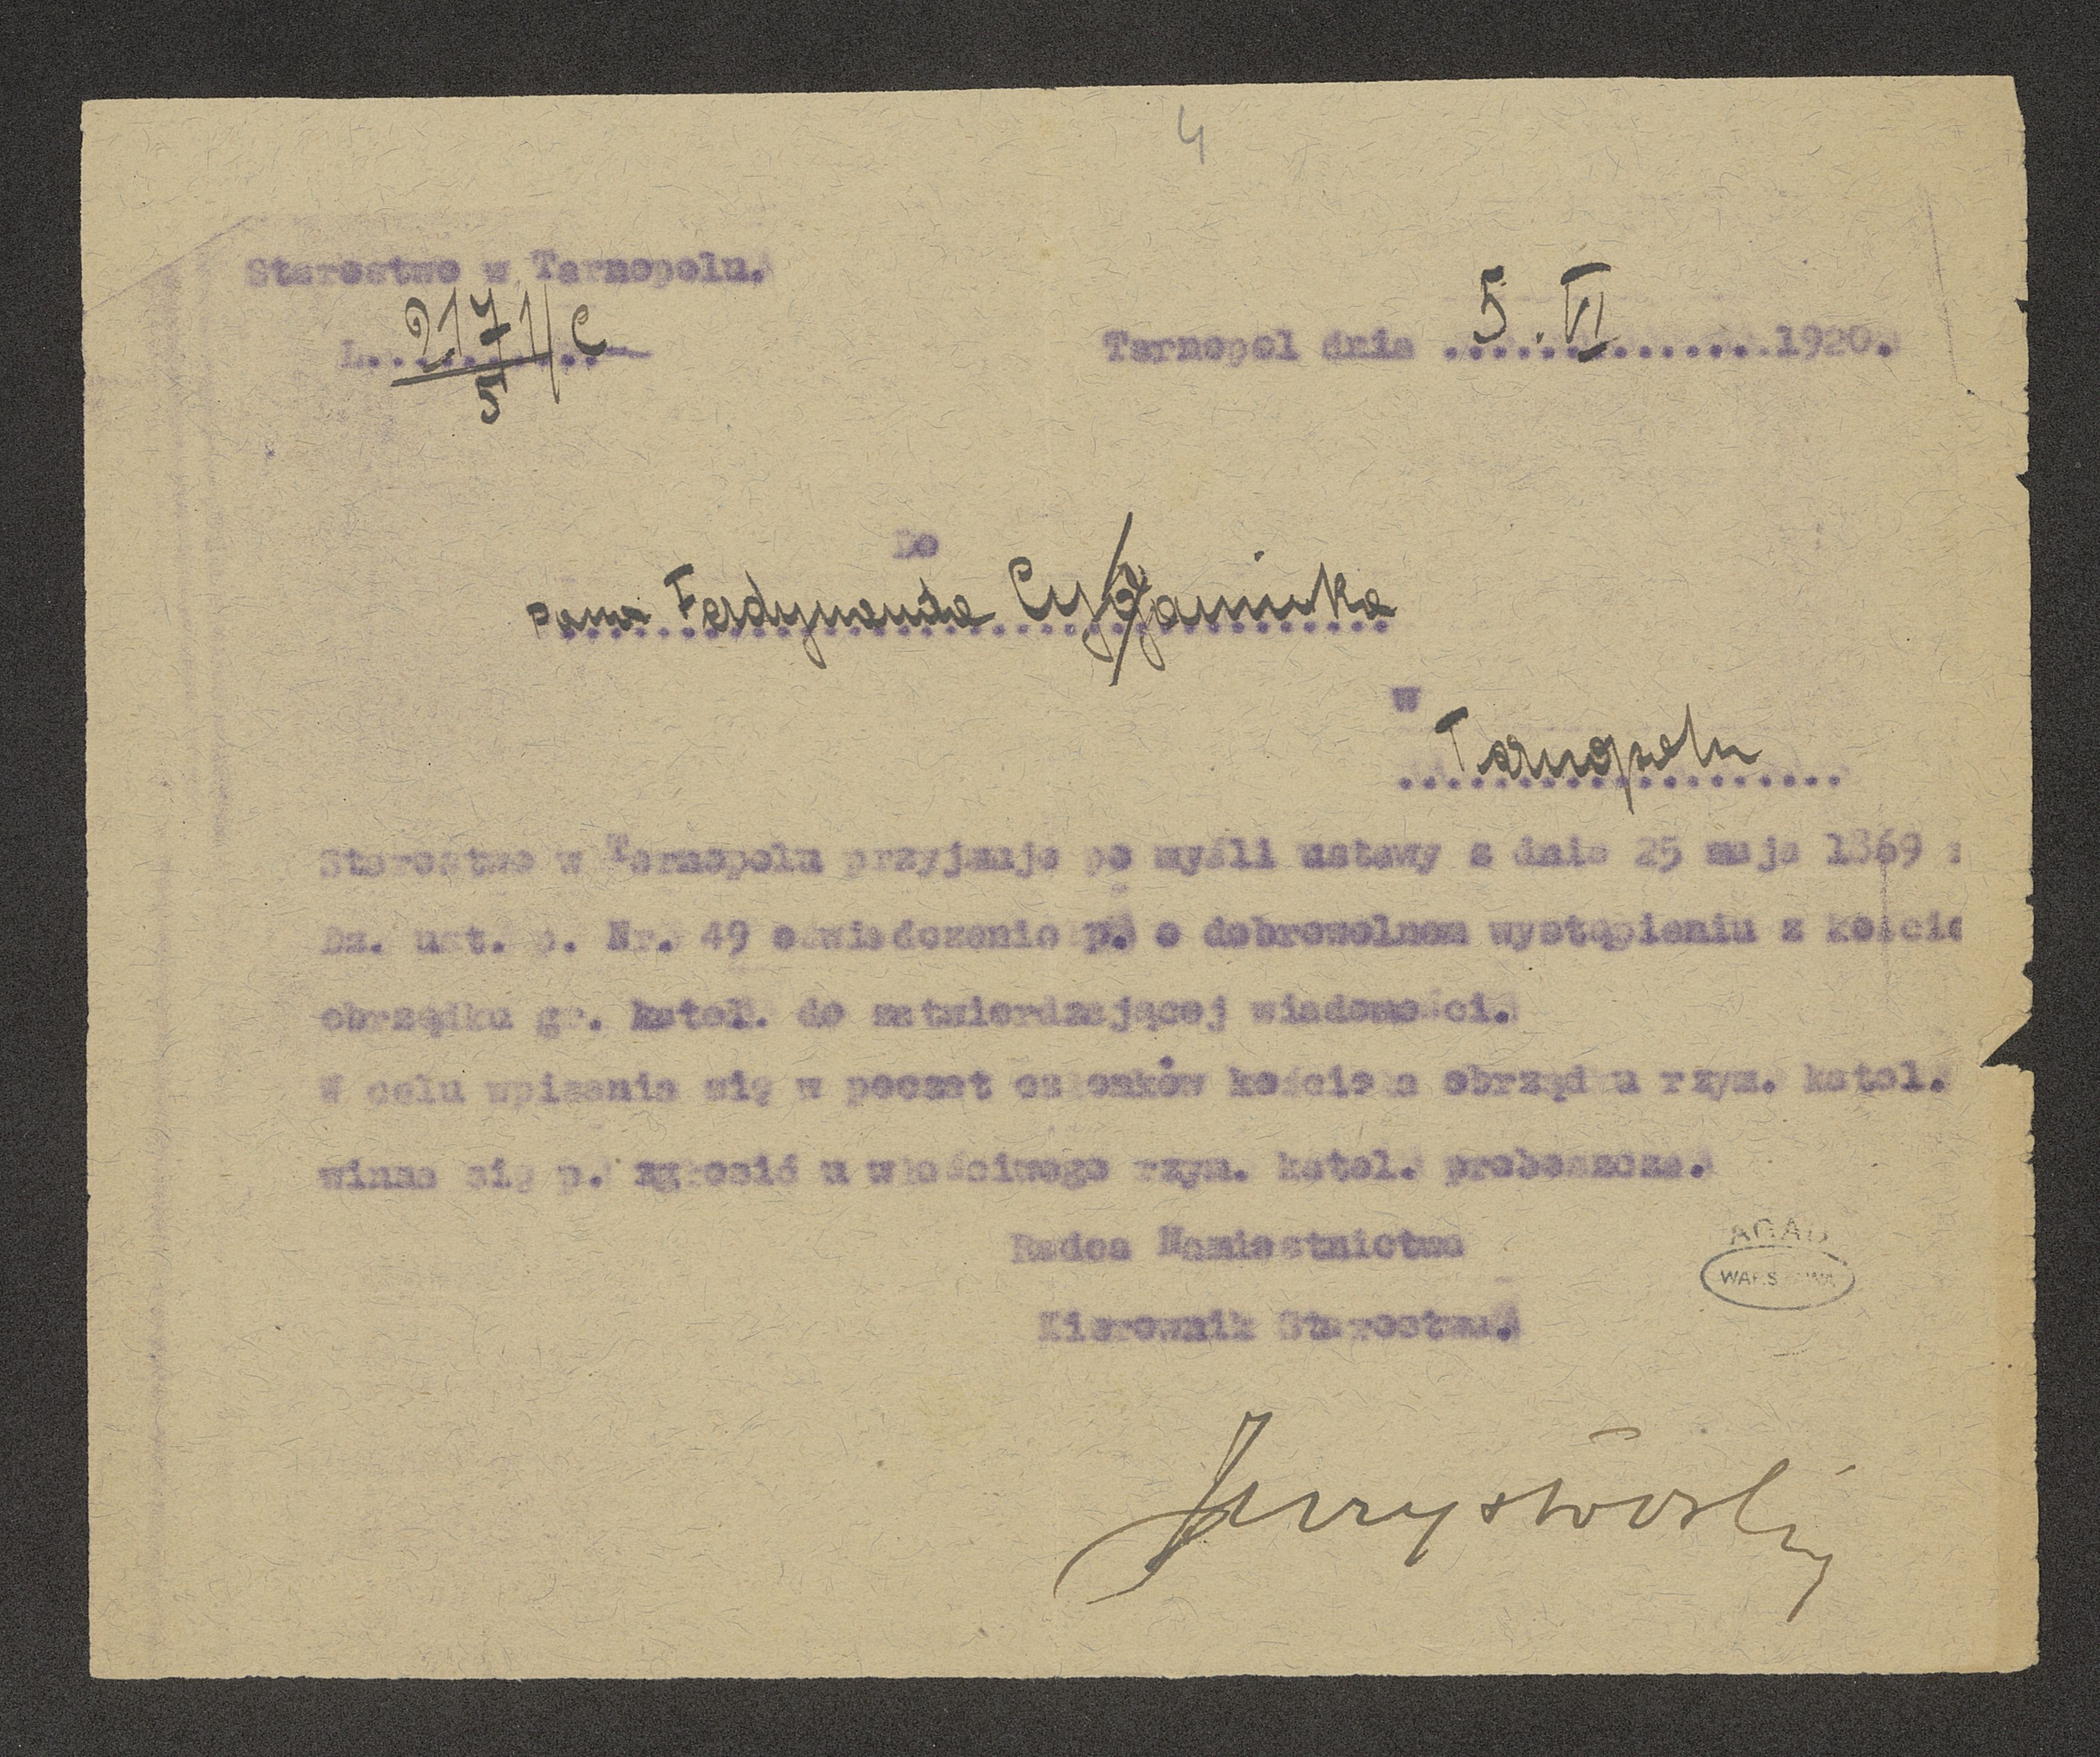 4
Starostwo w Tarnopolu.
L. 2171/c
5
Tarnopol dnia 5. VI 1920.
Do
pana Ferdynanda
w
Tarnopolu
Starostwo w Tarnopolu przyjmuje po myśli ustawy z dnia 25 maja 1869 :
Dz. ust. p. Nr. 49 oświadczenie p. o dobrowolnem wystąpieniu z kościo
obrządku gr. katol. do zatwierdzającej wiadomości.
W celu wpisania się w poczet członków kościoła obrządku rzym. katol.
winno się p. zgłosić u właściwego rzym. katol. proboszcza.
Radca Namiestnictwa
Kierownik Starostwa.
AGAD
WARSZAWA